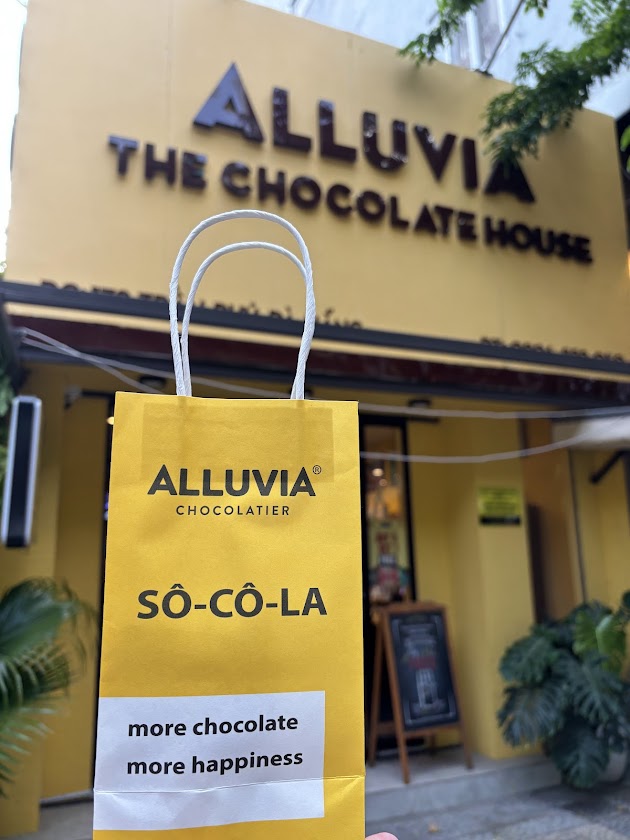 ALLUVIA
THE CHOCOLATE HOUSE
ALLUVIA®
CHOCOLATIER
SÔ-CÔ-LA
more chocolate
more happiness